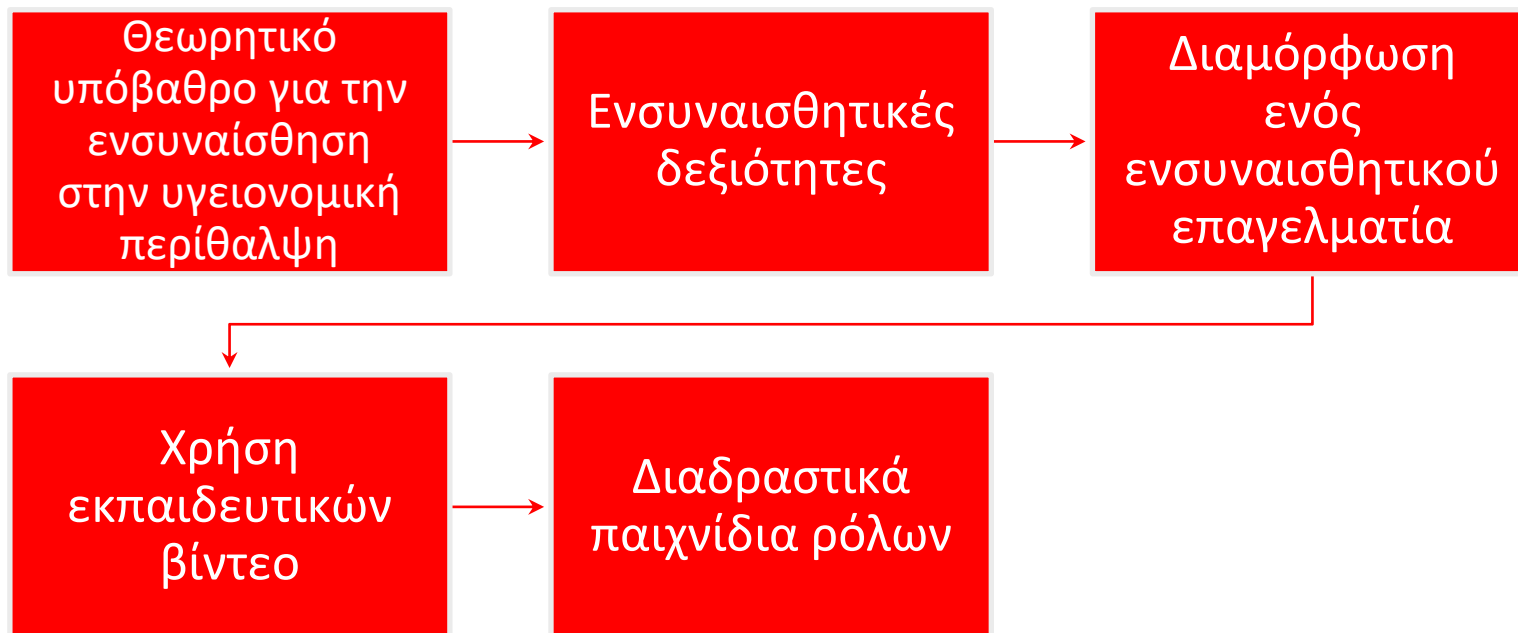 Θεωρητικό
υπόβαθρο για την
ενσυναίσθηση
στην υγειονομική
περίθαλψη
Ενσυναισθητικές
δεξιότητες
Διαμόρφωση
ενός
ενσυναισθητικού
επαγελματία
Χρήση
εκπαιδευτικών
βίντεο
Διαδραστικά
παιχνίδια ρόλων